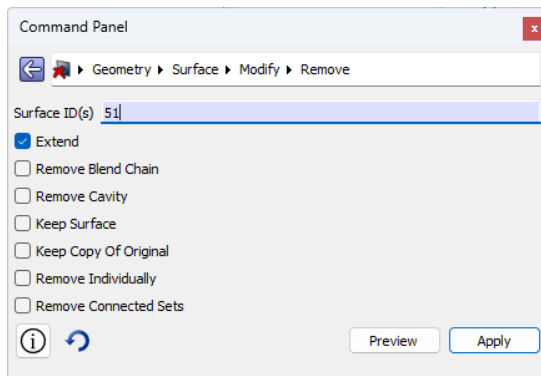 Command Panel
x
Geometry Surface Modify Remove
Surface ID(s) 51
Extend
Remove Blend Chain
Remove Cavity
Keep Surface
Keep Copy Of Original
Remove Individually
Remove Connected Sets
i Preview Apply